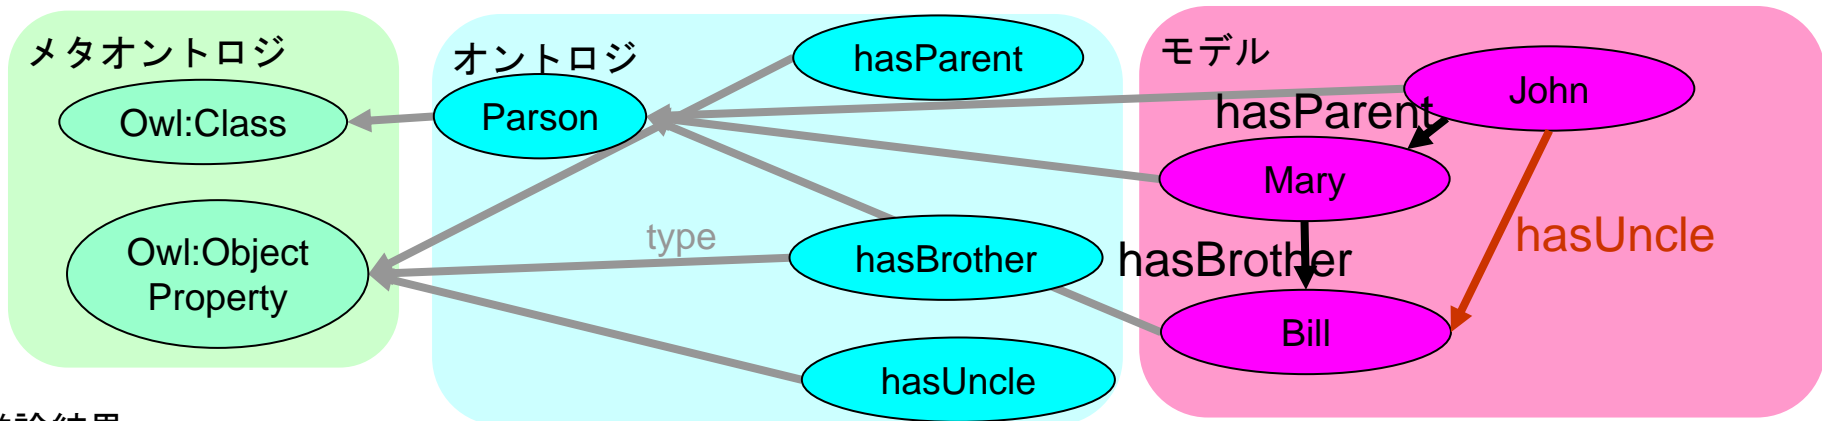 メタオントロジ
オントロジ
モデル
Owl:Class
Parson
hasParent
John
hasParent
Mary
Owl:Object
Property
type
hasBrother
hasBrother
hasUncle
Bill
hasUncle